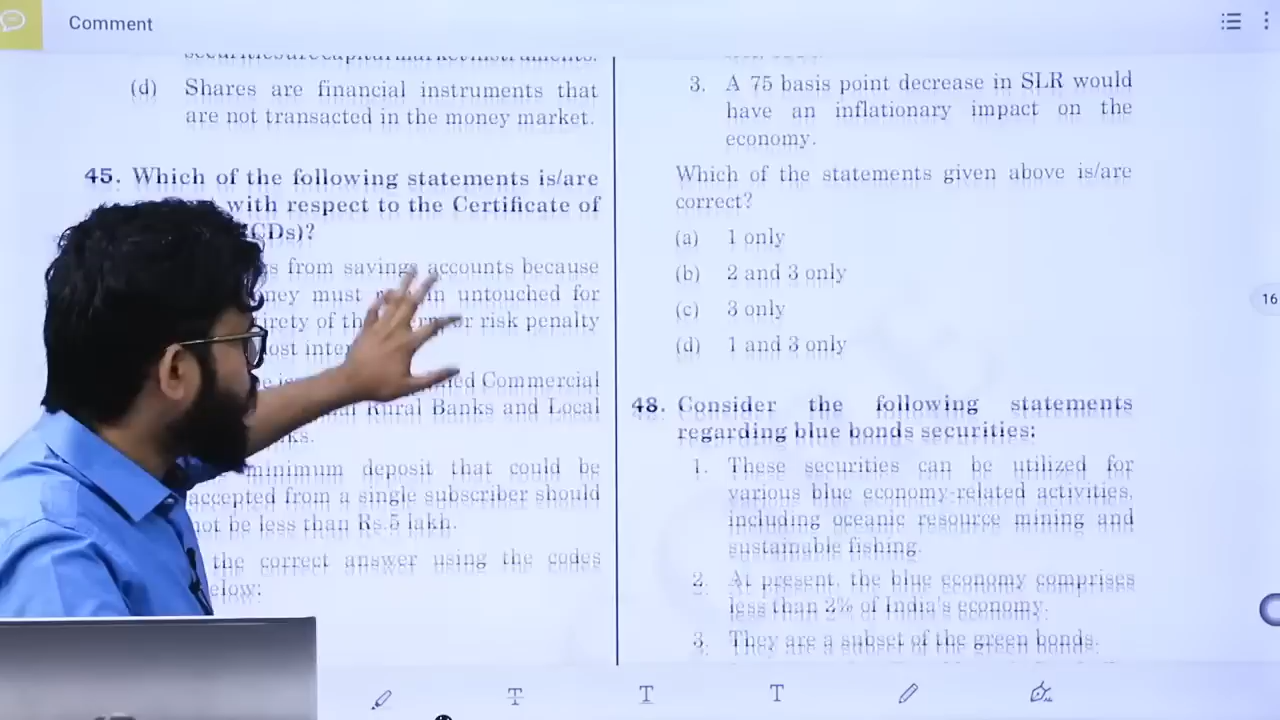 Comment
(d) Shares are financial instruments that
are not transacted in the money market.
45. Which of the following statements is/are
with respect to the Certificate of
(CDs)?
from savings accounts because
must untouched for
of risk penalty
Commercial
Rural Banks and Local
minimum deposit that could be
accepted from a single subscriber should
not be less than Rs.5 lakh.
the correct answer using the codes
3. A 75 basis point decrease in SLR would
have an inflationary impact on the
economy.
Which of the statements given above is/are
correct?
(a) 1 only
(b) 2 and 3 only
(c) 3 only
(d) 1 and 3 only
48. Consider the following statements
regarding blue bonds securities:
1. These securities can be utilized for
various blue economy-related activities,
including oceanic resource mining and
sustainable fishing.
2. At present, the blue economy comprises
less than 2% of India's economy.
3. They are a subset of the green bonds.
16
T
T
T